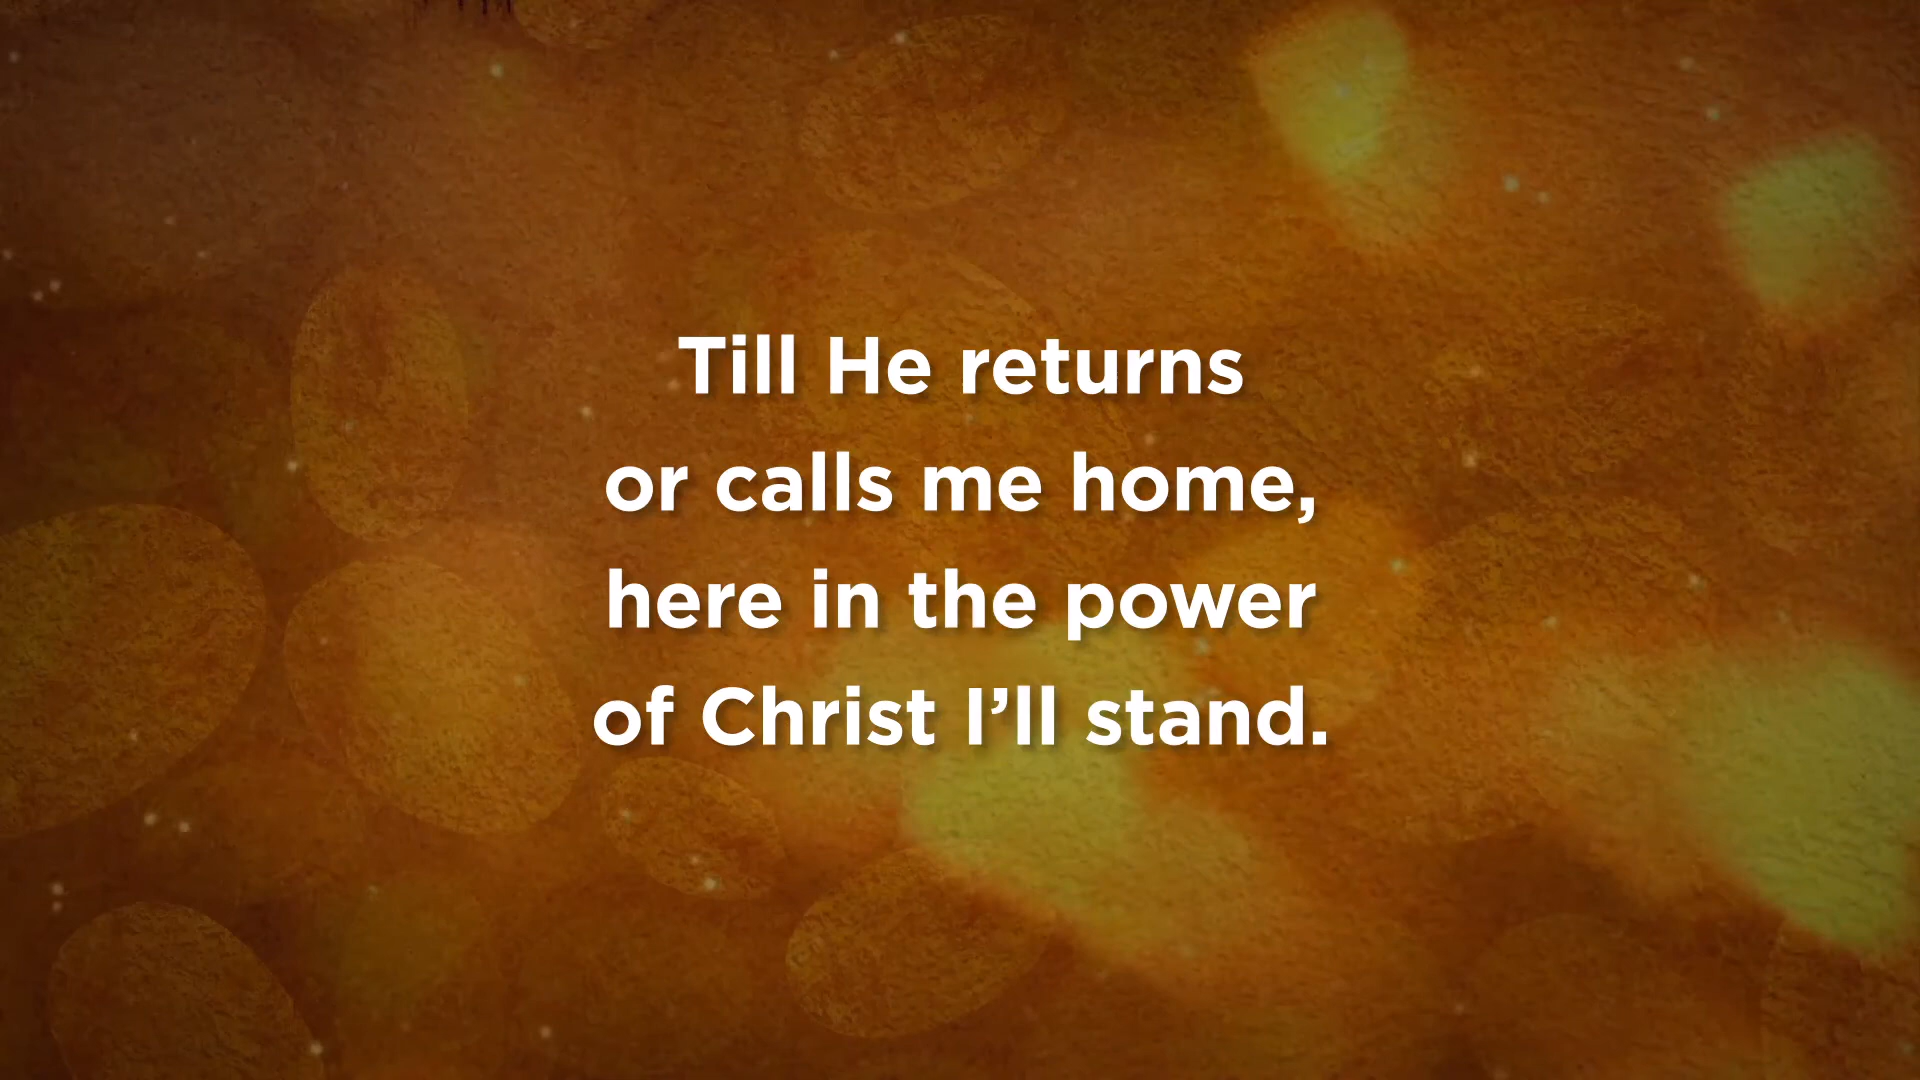 Till He returns
or calls me home,
here in the power
of Christ I’ll stand.